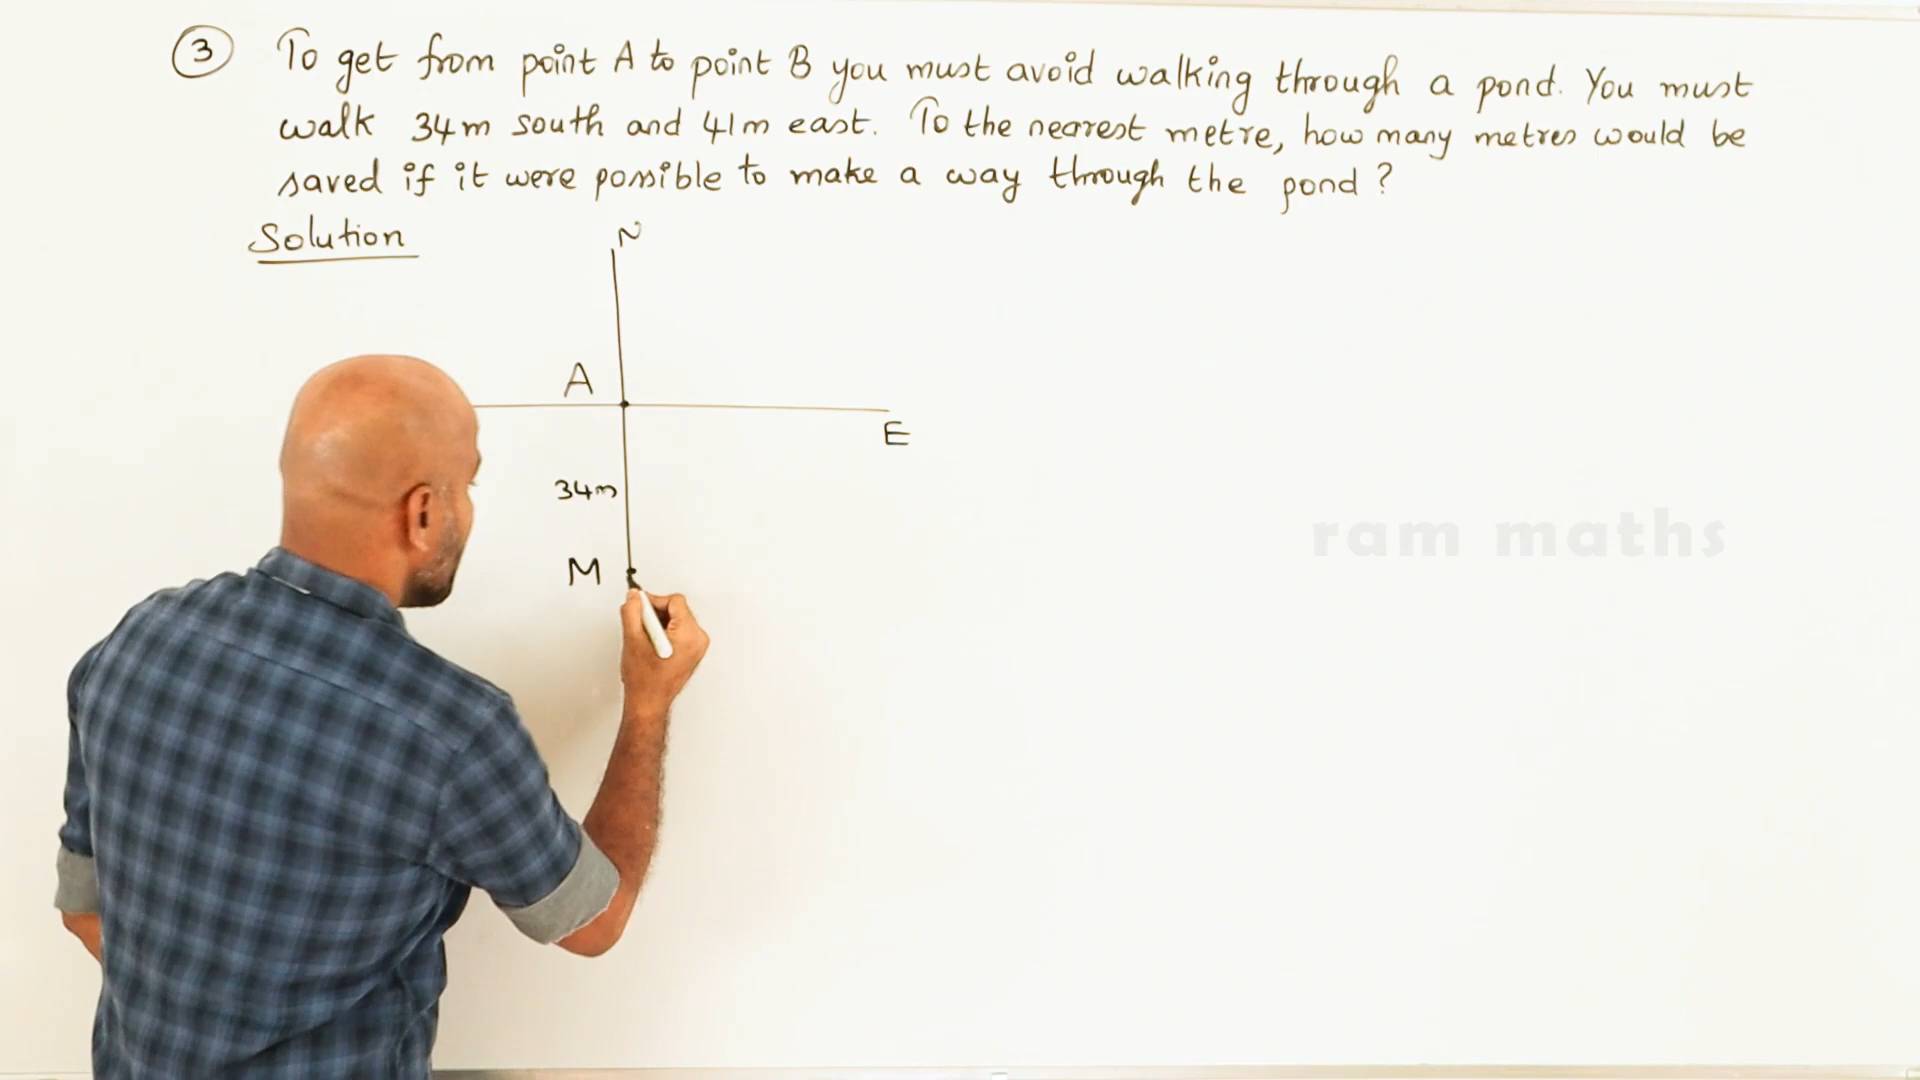 3 To get from point A to point B you must avoid walking through a pond. You must
walk 34m south and 41m east. To the nearest metre, how many metres would be
saved if it were possible to make a way through the pond?
Solution
N
A
E
34m
M
ram maths